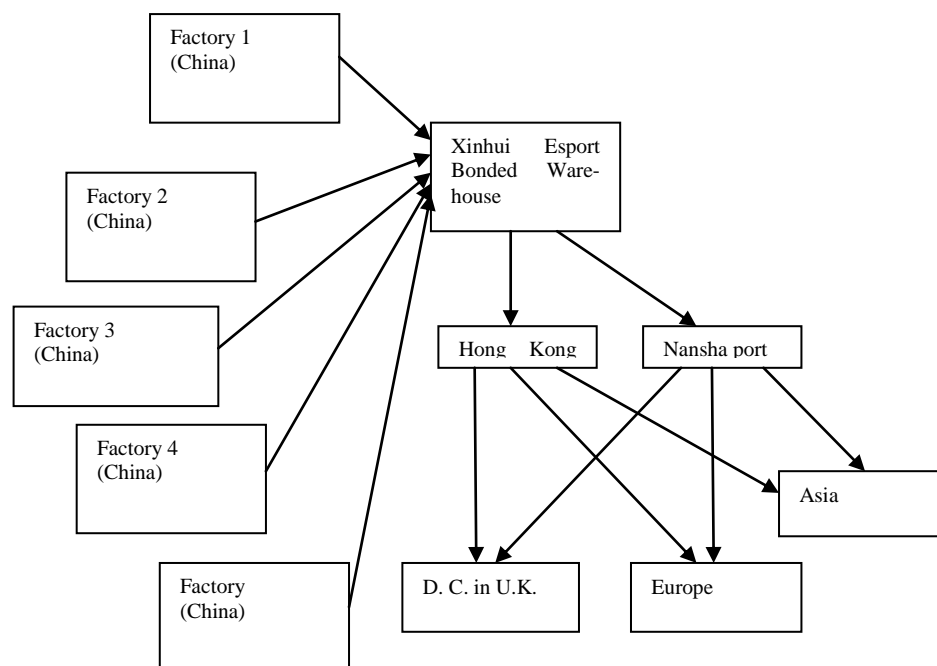 Factory 1
(China)
Xinhui Esport
Bonded Ware-
house
Factory 2
(China)
Factory 3
(China)
Hong Kong
Nansha port
Factory 4
(China)
Asia
Factory
(China)
D. C. in U.K.
Europe